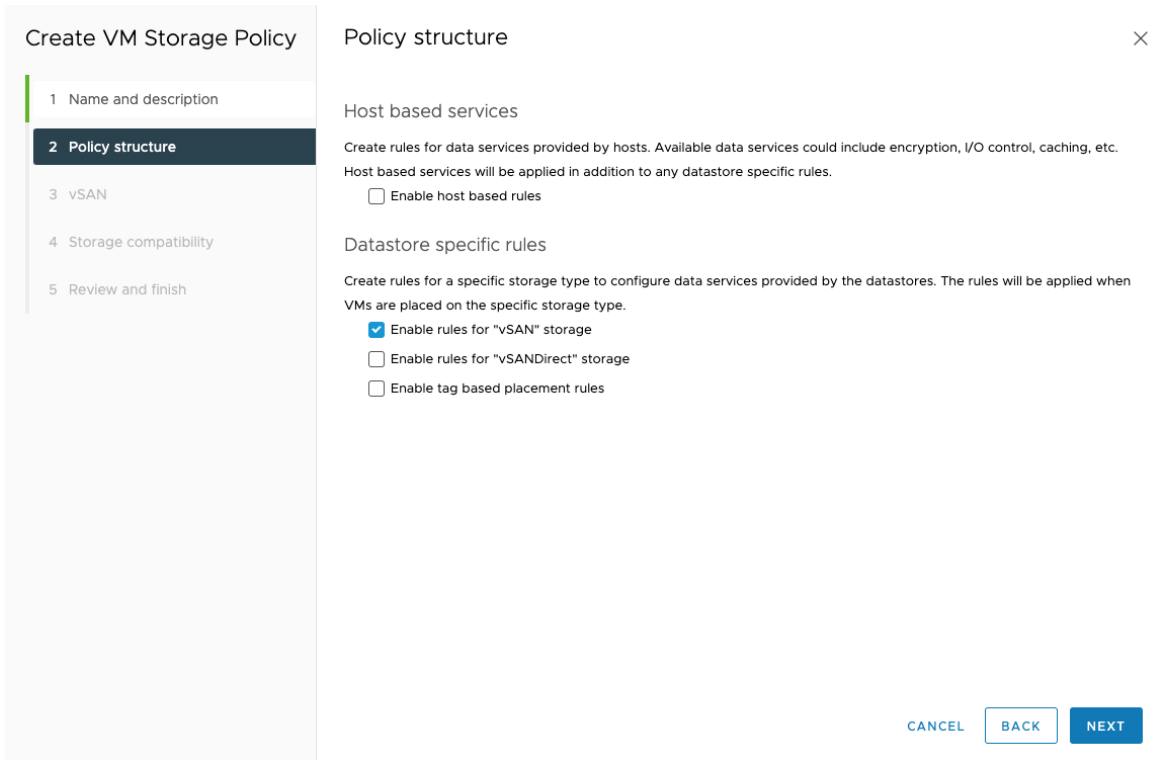 Create VM Storage Policy
1 Name and description
2 Policy structure
3 vSAN
4 Storage compatibility
5 Review and finish
Policy structure
Host based services
Create rules for data services provided by hosts. Available data services could include encryption, I/O control, caching, etc.
Host based services will be applied in addition to any datastore specific rules.
Enable host based rules
Datastore specific rules
Create rules for a specific storage type to configure data services provided by the datastores. The rules will be applied when
VMs are placed on the specific storage type.
Enable rules for "vSAN" storage
Enable rules for "vSANDirect" storage
Enable tag based placement rules
CANCEL BACK NEXT